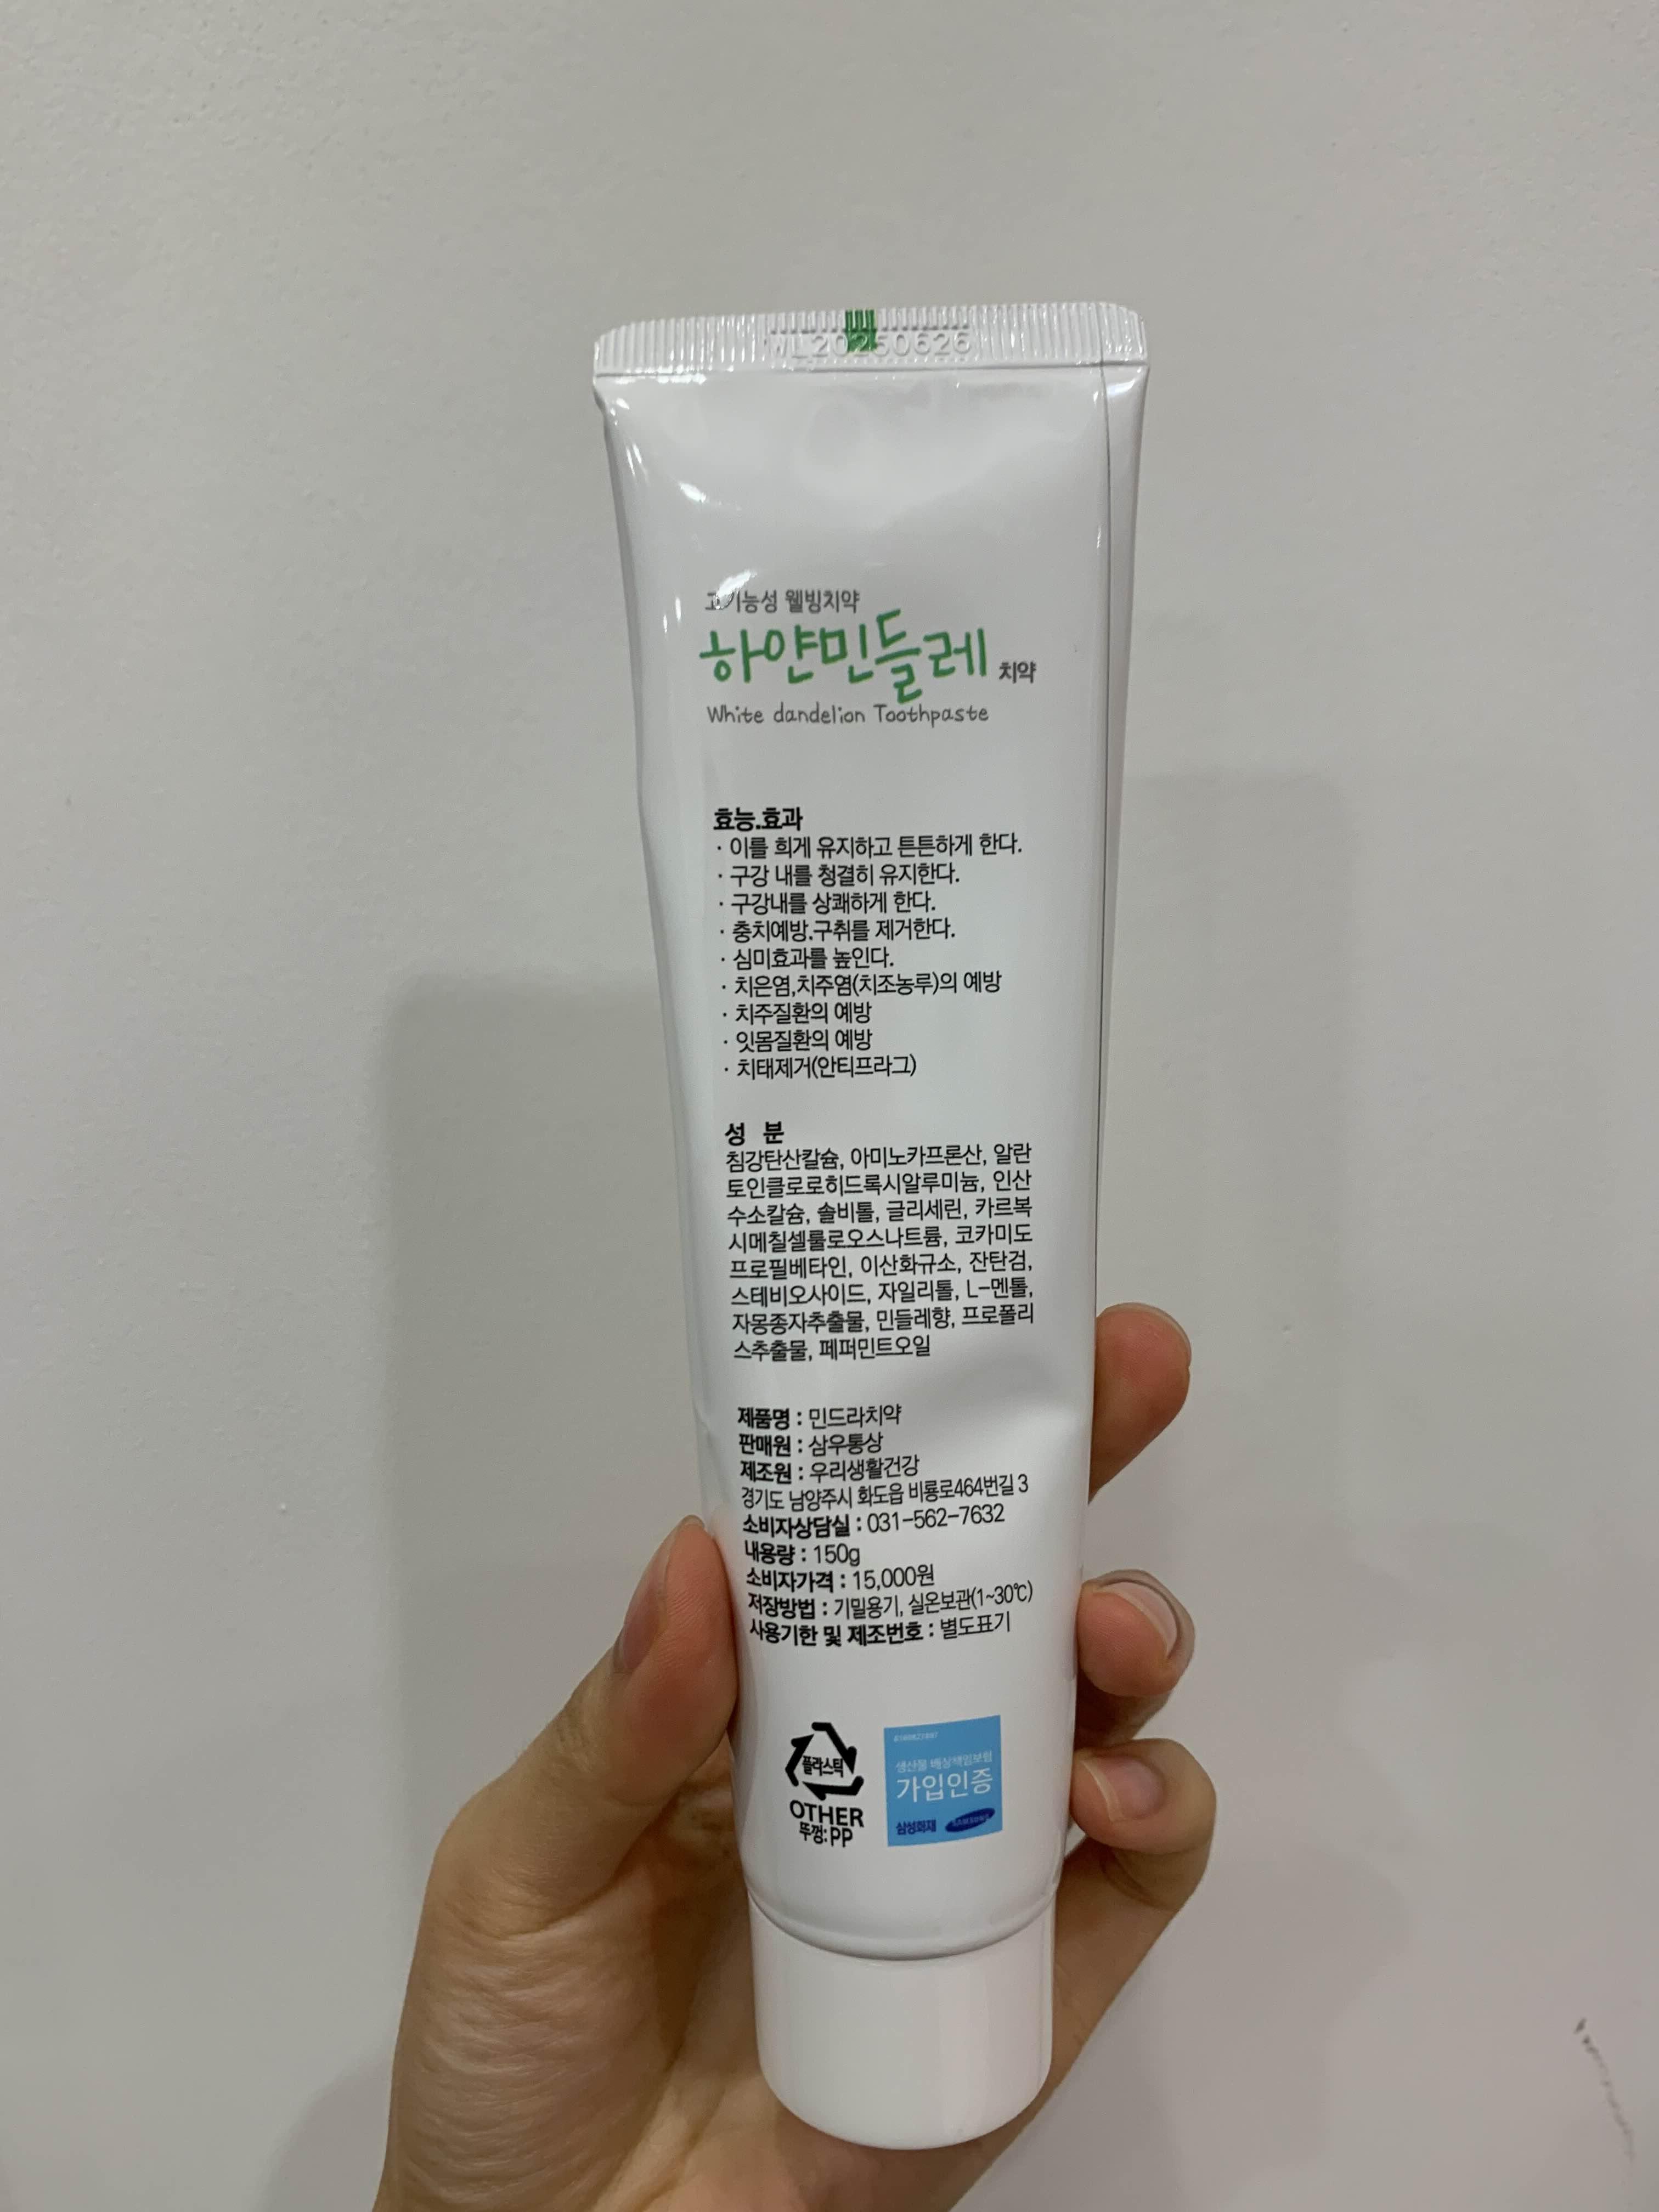 WL20250626
고기능성 웰빙치약
하얀민들레 치약
White dandelion Toothpaste
효능.효과
· 이를 희게 유지하고 튼튼하게 한다.
· 구강 내를 청결히 유지한다.
· 구강내를 상쾌하게 한다.
· 충치예방.구취를 제거한다.
· 심미효과를 높인다.
· 치은염,치주염(치조농루)의 예방
· 치주질환의 예방
· 잇몸질환의 예방
· 치태제거(안티프라그)
성 분
침강탄산칼슘, 아미노카프론산, 알란
토인클로로히드록시알루미늄, 인산
수소칼슘, 솔비톨, 글리세린, 카르복
시메칠셀룰로오스나트륨, 코카미도
프로필베타인, 이산화규소, 잔탄검,
스테비오사이드, 자일리톨, L-멘톨,
자몽종자추출물, 민들레향, 프로폴리
스추출물, 페퍼민트오일
제품명 : 민드라치약
판매원 : 삼우통상
제조원 : 우리생활건강
경기도 남양주시 화도읍 비룡로464번길 3
소비자상담실 : 031-562-7632
내용량 : 150g
소비자가격 : 15,000원
저장방법 : 기밀용기, 실온보관(1~30℃)
사용기한 및 제조번호 : 별도표기
플라스틱
OTHER
뚜껑:PP
생산물 배상책임보험
가입인증
삼성화재 SAMSUNG